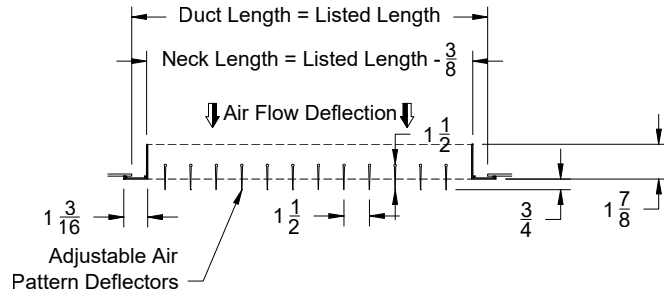 Duct Length = Listed Length
Neck Length = Listed Length - 3/8
Air Flow Deflection
1 1/2
1 3/16
1 1/2
3/4
1 7/8
Adjustable Air
Pattern Deflectors